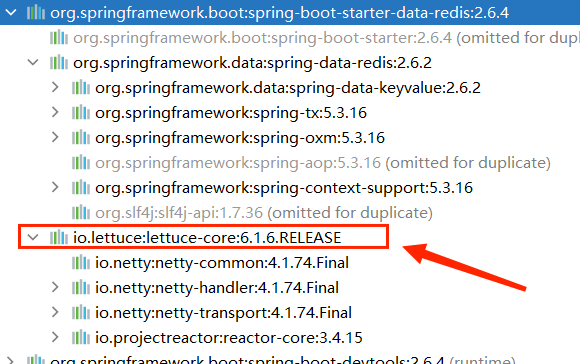 org.springframework.boot:spring-boot-starter-data-redis:2.6.4
org.springframework.boot:spring-boot-starter:2.6.4 (omitted for duplic
org.springframework.data:spring-data-redis:2.6.2
org.springframework.data:spring-data-keyvalue:2.6.2
org.springframework:spring-tx:5.3.16
org.springframework:spring-oxm:5.3.16
org.springframework:spring-aop:5.3.16 (omitted for duplicate)
org.springframework:spring-context-support:5.3.16
org.slf4j:slf4j-api:1.7.36 (omitted for duplicate)
io.lettuce:lettuce-core:6.1.6.RELEASE
io.netty:netty-common:4.1.74.Final
io.netty:netty-handler:4.1.74.Final
io.netty:netty-transport:4.1.74.Final
io.projectreactor:reactor-core:3.4.15
org.springframework.boot:spring-boot-devtools:2.6.4 (runtime)